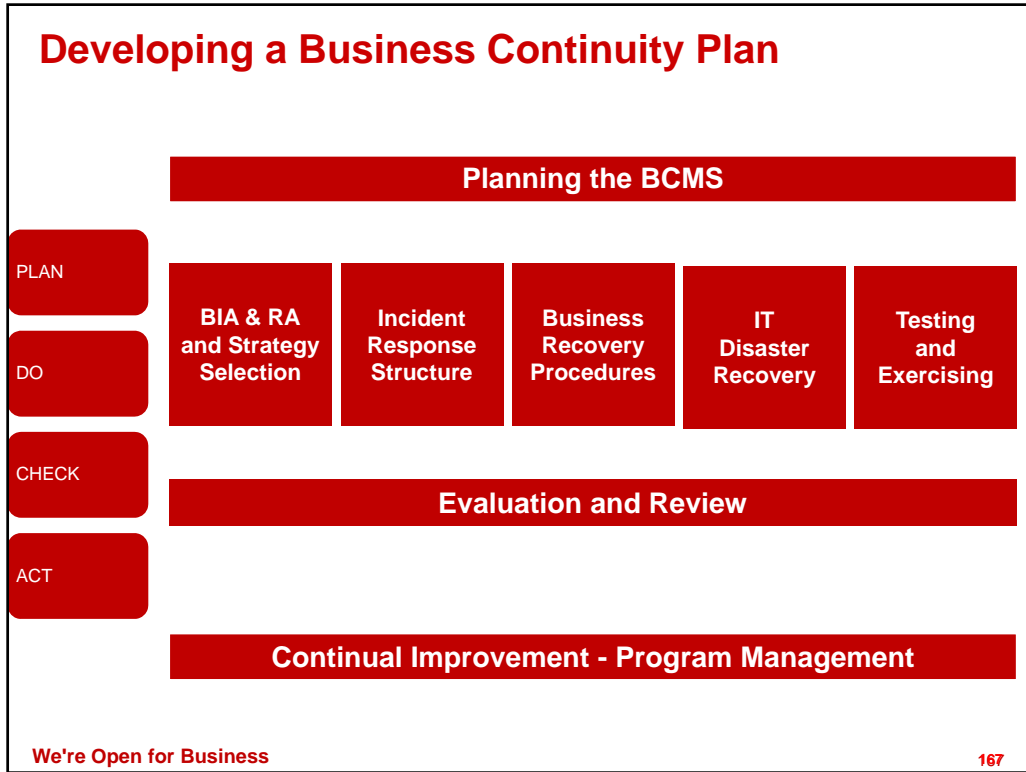 Developing a Business Continuity Plan
Planning the BCMS
PLAN
DO
CHECK
ACT
BIA & RA
and Strategy
Selection
Incident
Response
Structure
Business
Recovery
Procedures
IT
Disaster
Recovery
Testing
and
Exercising
Evaluation and Review
Continual Improvement - Program Management
We're Open for Business